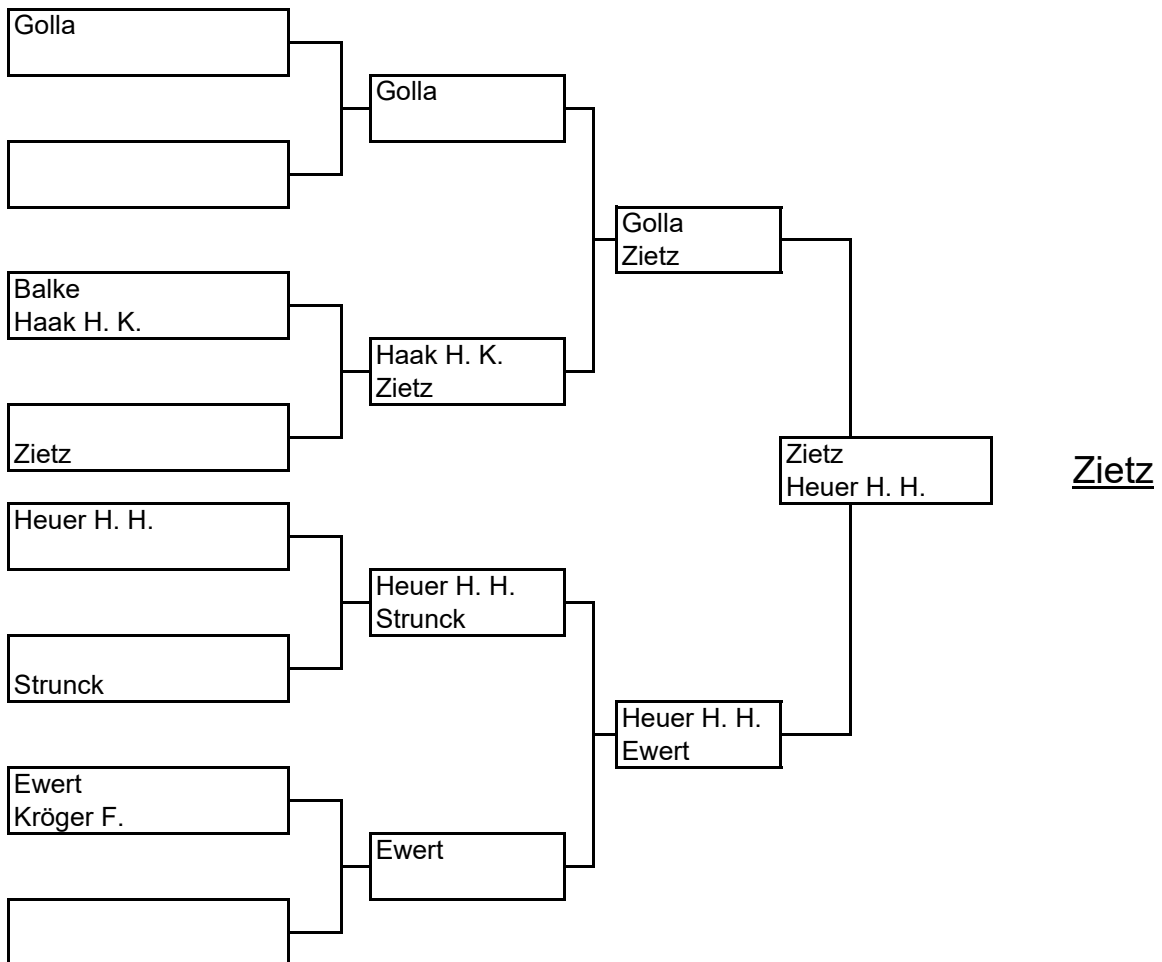 Golla
Balke
Haak H. K.
Zietz
Heuer H. H.
Strunck
Ewert
Kröger F.
Golla
Haak H. K.
Zietz
Heuer H. H.
Strunck
Ewert
Golla
Zietz
Heuer H. H.
Ewert
Zietz
Heuer H. H.
Zietz